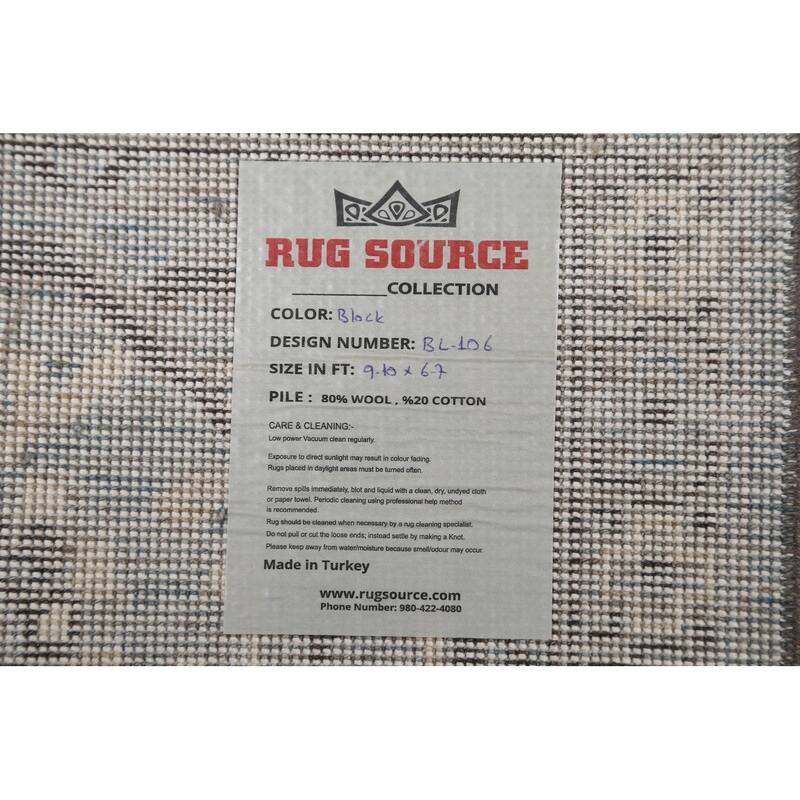 RUG SOURCE
__________COLLECTION
COLOR: Black
DESIGN NUMBER: BL-106
SIZE IN FT: 9-10 x 6-7
PILE : 80% WOOL , %20 COTTON
CARE & CLEANING:-
Low power Vacuum clean regularly.
Exposure to direct sunlight may result in colour fading.
Rugs placed in daylight areas must be turned often.
Remove spills immediately, blot and liquid with a clean, dry, undyed cloth
or paper towel. Periodic cleaning using professional help method
is recommended.
Rug should be cleaned when necessary by a rug cleaning specialist.
Do not pull or cut the loose ends; instead settle by making a Knot.
Please keep away from water/moisture because smell/odour may occur.
Made in Turkey
www.rugsource.com
Phone Number: 980-422-4080